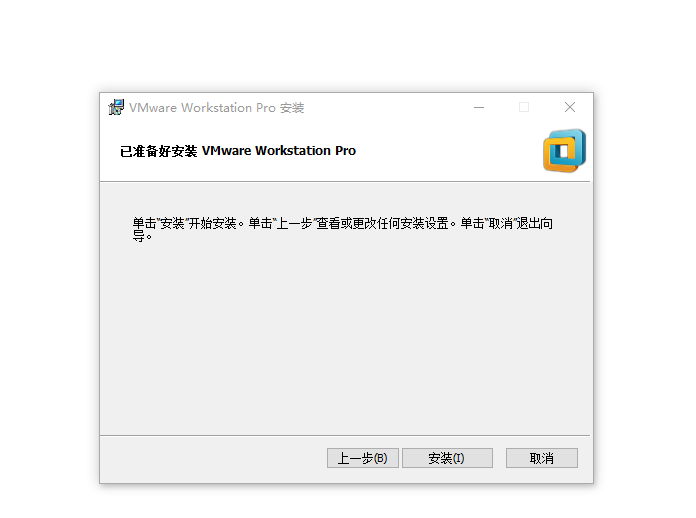 VMware Workstation Pro 安装
已准备好安装 VMware Workstation Pro
单击“安装”开始安装。单击“上一步”查看或更改任何安装设置。单击“取消”退出向
导。
上一步(B) 安装(I) 取消